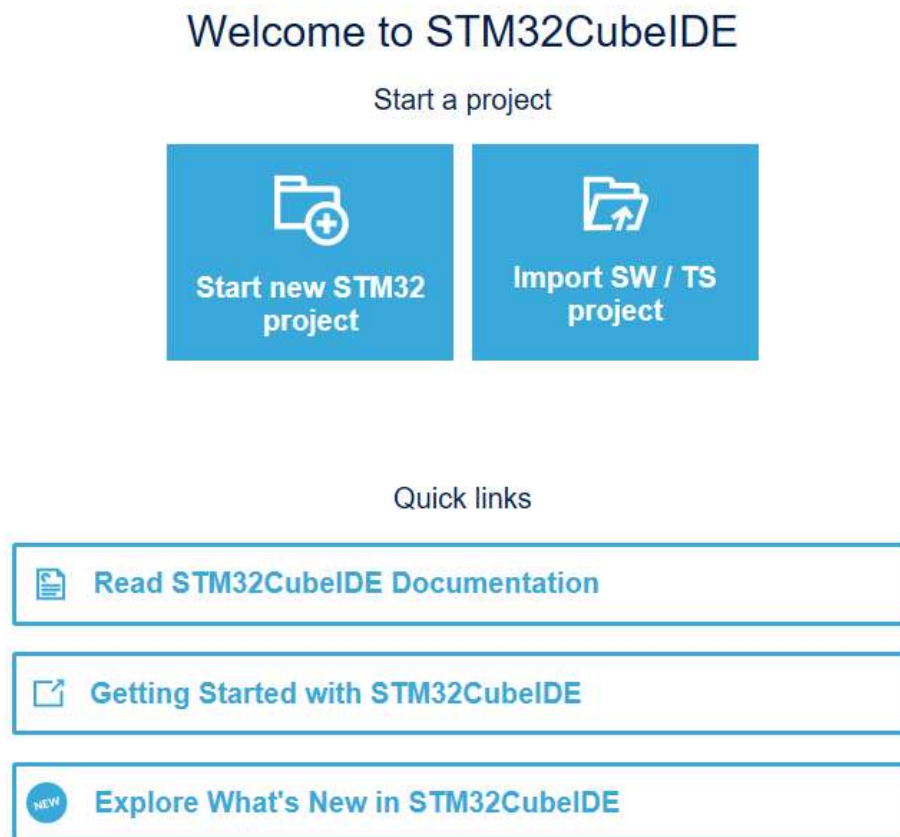 Welcome to STM32CubeIDE
Start a project
Start new STM32
project
Import SW / TS
project
Quick links
Read STM32CubeIDE Documentation
Getting Started with STM32CubeIDE
NEW
Explore What's New in STM32CubeIDE